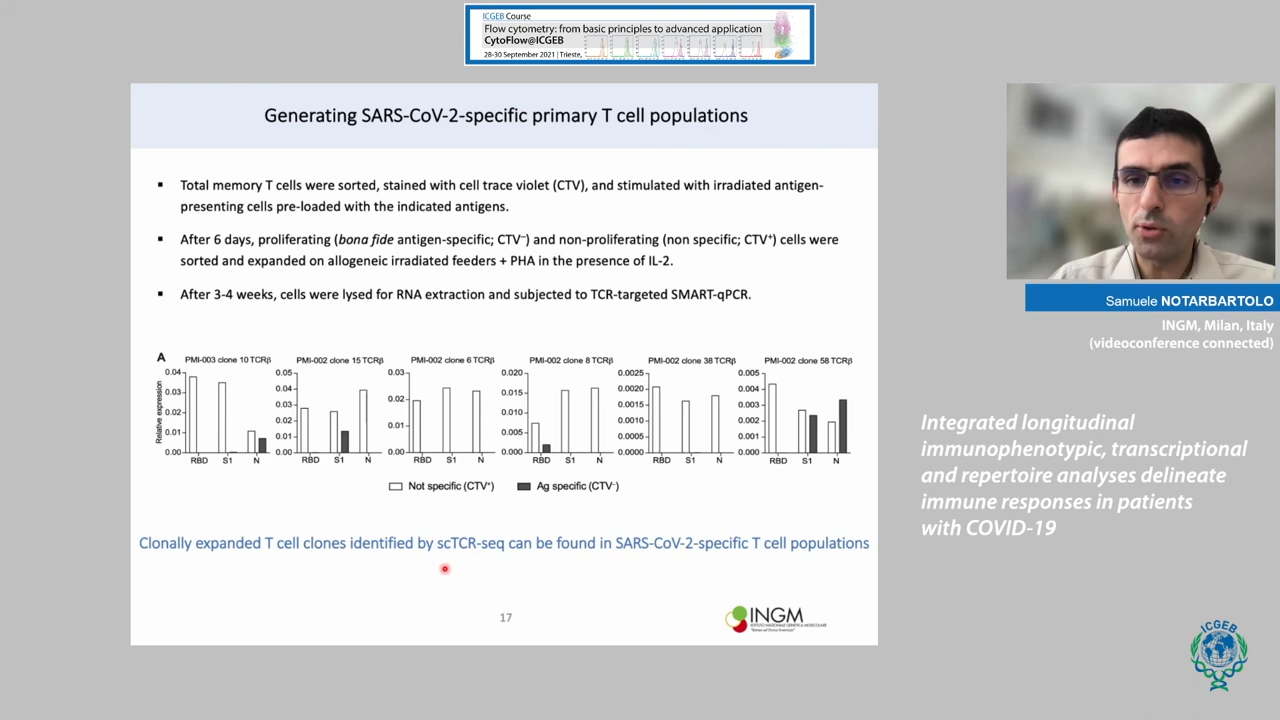 ICGEB Course
Flow cytometry: from basic principles to advanced application
CytoFlow@ICGEB
28-30 September 2021 | Trieste,
Generating SARS-CoV-2-specific primary T cell populations
▪ Total memory T cells were sorted, stained with cell trace violet (CTV), and stimulated with irradiated antigen-
presenting cells pre-loaded with the indicated antigens.
▪ After 6 days, proliferating (bona fide antigen-specific; CTV⁻) and non-proliferating (non specific; CTV⁺) cells were
sorted and expanded on allogeneic irradiated feeders + PHA in the presence of IL-2.
▪ After 3-4 weeks, cells were lysed for RNA extraction and subjected to TCR-targeted SMART-qPCR.
A
PMI-003 clone 10 TCRβ
Relative expression
0.04
0.03
0.02
0.01
0.00
RBD S1 N
PMI-002 clone 15 TCRβ
0.05
0.04
0.03
0.02
0.01
0.00
RBD S1 N
PMI-002 clone 6 TCRβ
0.03
0.02
0.01
0.00
RBD S1 N
PMI-002 clone 8 TCRβ
0.020
0.015
0.010
0.005
0.000
RBD S1 N
PMI-002 clone 38 TCRβ
0.0025
0.0020
0.0015
0.0010
0.0005
0.0000
RBD S1 N
PMI-002 clone 58 TCRβ
0.005
0.004
0.003
0.002
0.001
0.000
RBD S1 N
Not specific (CTV⁺) Ag specific (CTV⁻)
Clonally expanded T cell clones identified by scTCR-seq can be found in SARS-CoV-2-specific T cell populations
17
INGM
ISTITUTO NAZIONALE GENETICA MOLECOLARE
Samuele NOTARBARTOLO
INGM, Milan, Italy
(videoconference connected)
Integrated longitudinal
immunophenotypic, transcriptional
and repertoire analyses delineate
immune responses in patients
with COVID-19
ICGEB